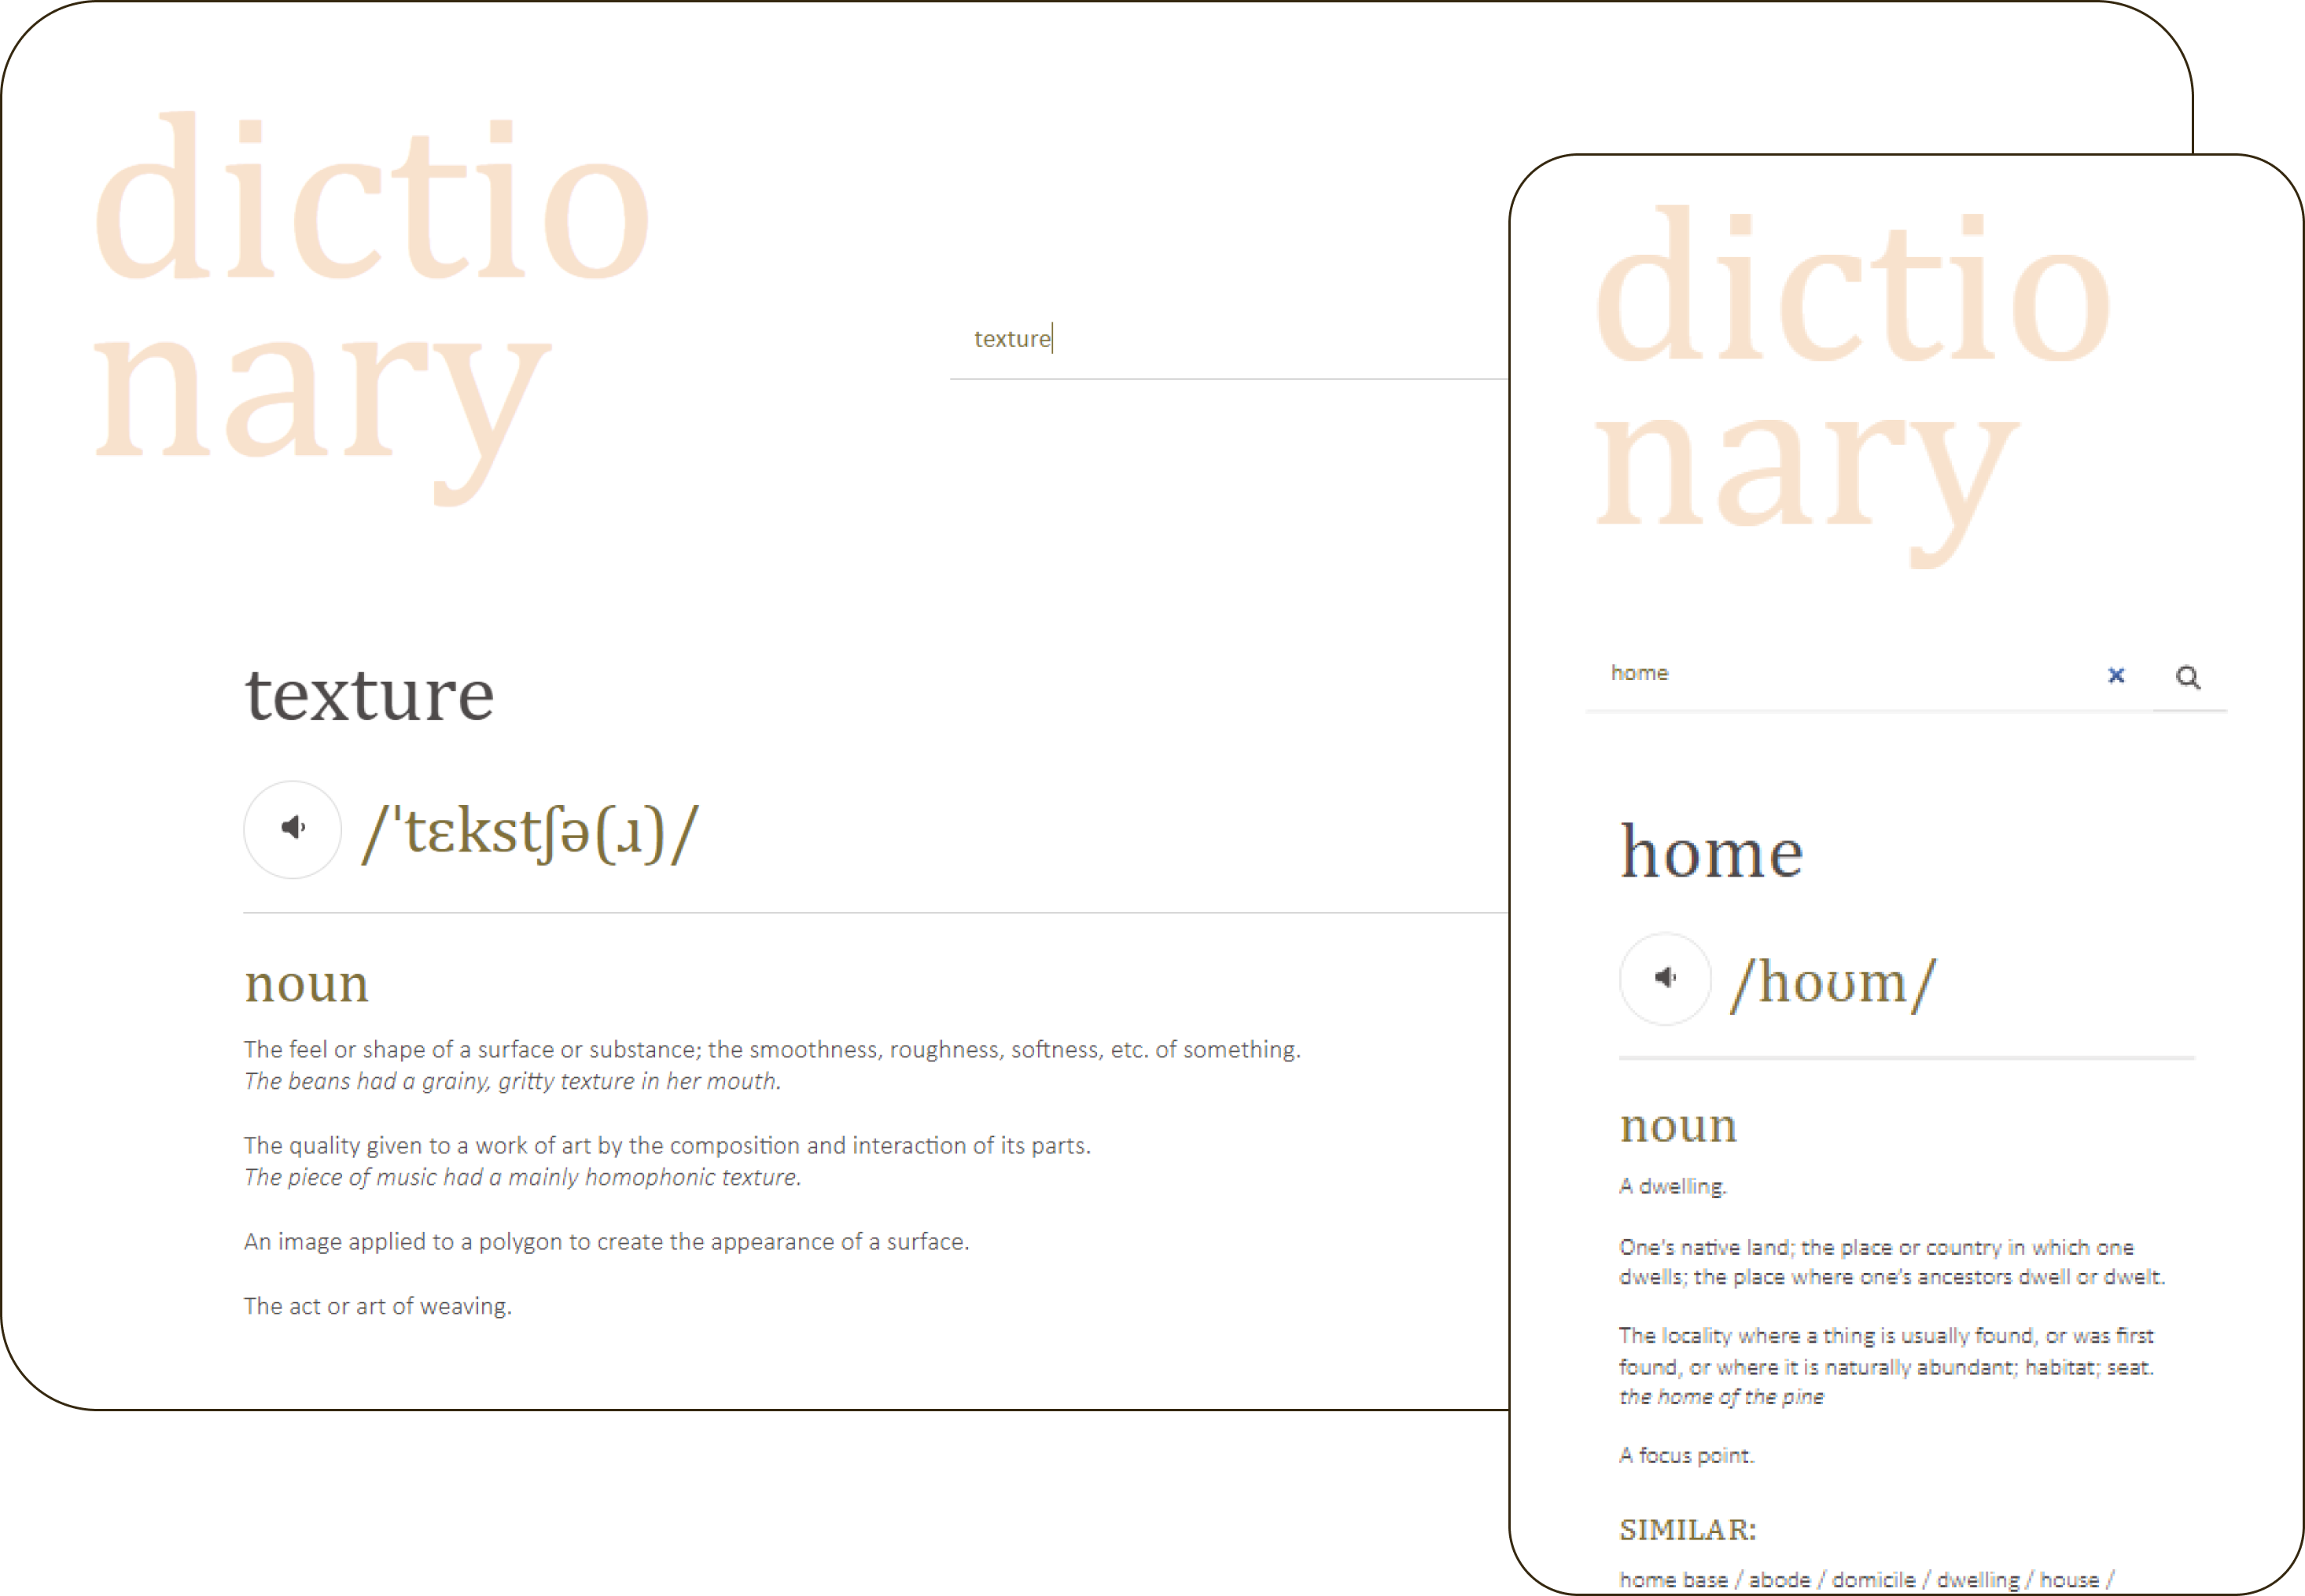 dictio
nary
texture
texture
/ˈtɛkstʃə(ɹ)/
noun
The feel or shape of a surface or substance; the smoothness, roughness, softness, etc. of something.
The beans had a grainy, gritty texture in her mouth.
The quality given to a work of art by the composition and interaction of its parts.
The piece of music had a mainly homophonic texture.
An image applied to a polygon to create the appearance of a surface.
The act or art of weaving.
dictio
nary
home
home
/hoʊm/
noun
A dwelling.
One's native land; the place or country in which one
dwells; the place where one's ancestors dwell or dwelt.
The locality where a thing is usually found, or was first
found, or where it is naturally abundant; habitat; seat.
the home of the pine
A focus point.
SIMILAR:
home base / abode / domicile / dwelling / house /